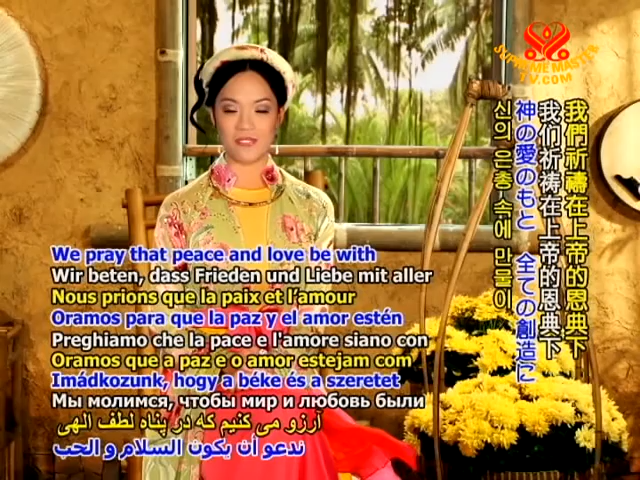 SUPREME MASTER
TV.COM
我們祈禱在上帝的恩典下
我们祈祷在上帝的恩典下
神の愛のもと 全ての創造に
신의 은총 속에 만물이
We pray that peace and love be with
Wir beten, dass Frieden und Liebe mit aller
Nous prions que la paix et l'amour
Oramos para que la paz y el amor estén
Preghiamo che la pace e l'amore siano con
Oramos que a paz e o amor estejam com
Imádkozunk, hogy a béke és a szeretet
Мы молимся, чтобы мир и любовь были
آرزو می کنیم که در پناه لطف الهی
ندعو أن يكون السلام و الحب